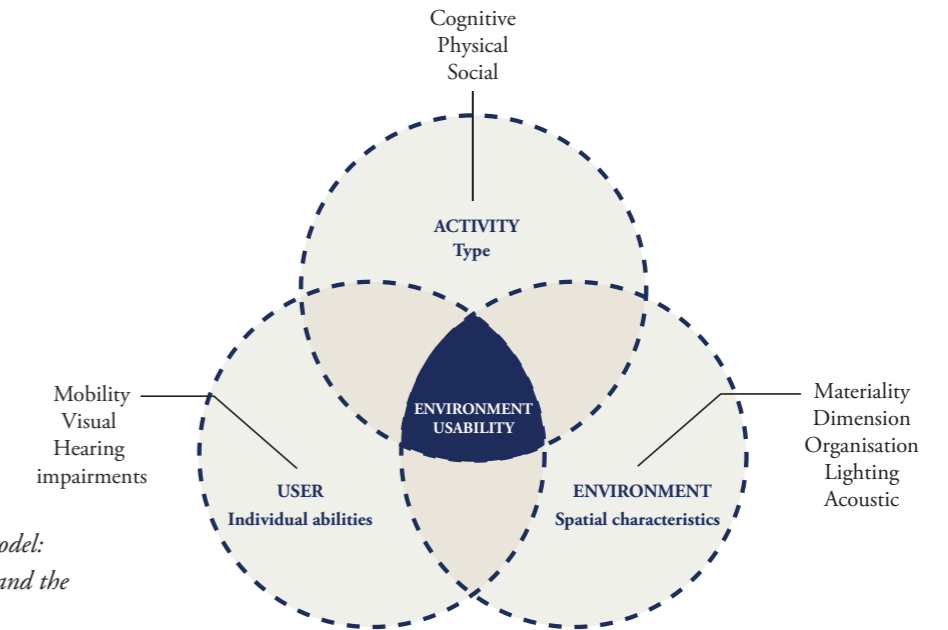 Cognitive
Physical
Social
ACTIVITY
Type
Mobility
Visual
Hearing
impairments
ENVIRONMENT
USABILITY
Materiality
Dimension
Organisation
Lighting
Acoustic
USER
Individual abilities
ENVIRONMENT
Spatial characteristics
odel:
and the